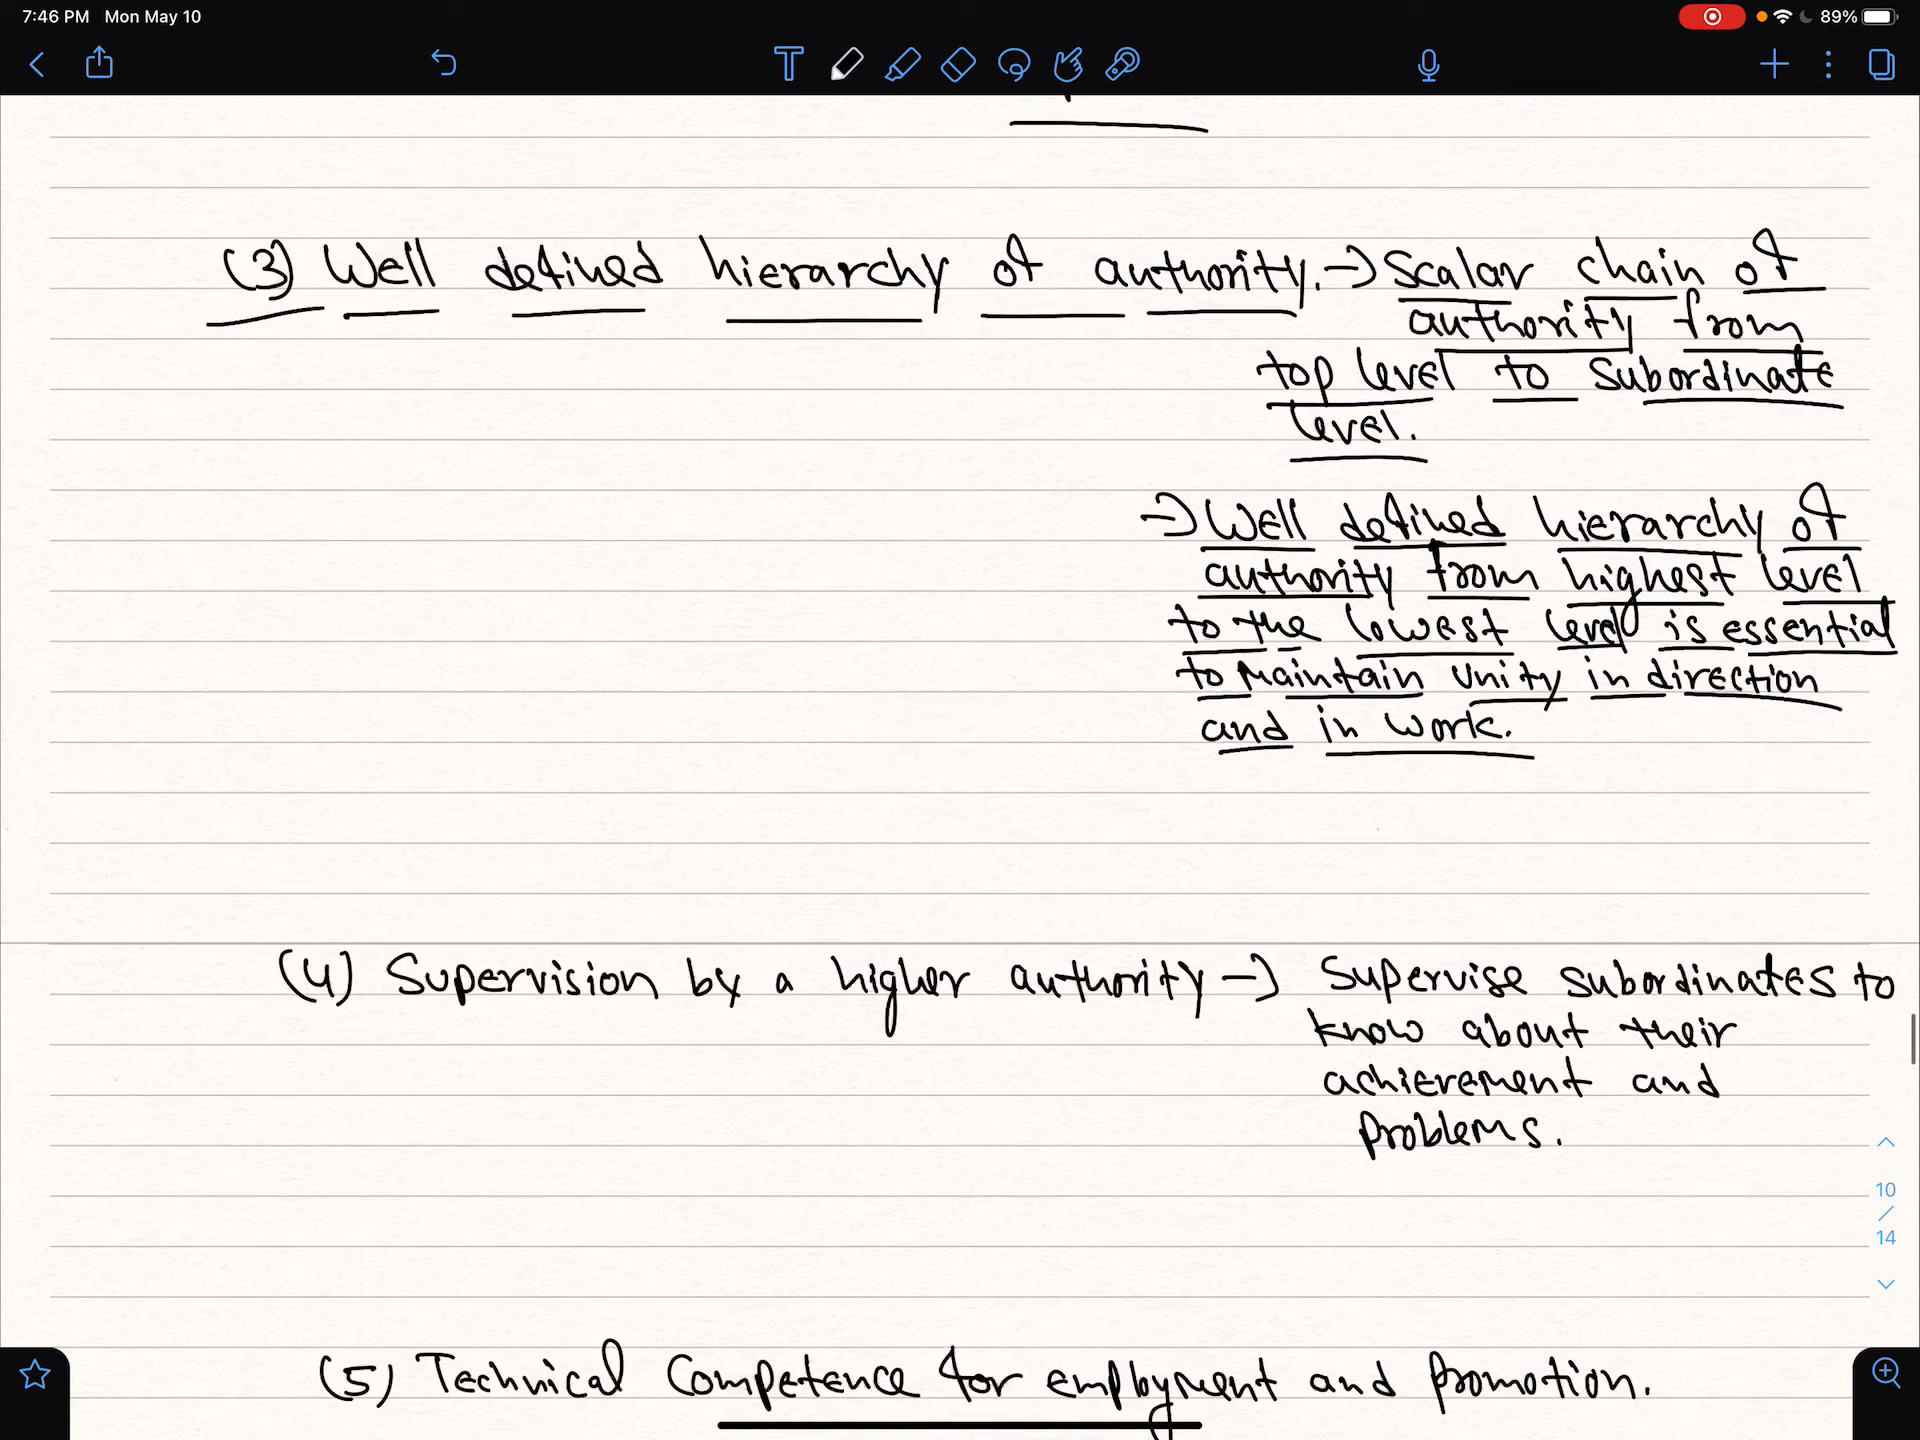 7:46 PM Mon May 10
89%
(3) Well defined hierarchy of authority. → Scalar chain of
authority from
top level to subordinate
level.
→ Well defined hierarchy of
authority from highest level
to the lowest level is essential
to maintain unity in direction
and in work.
(4) Supervision by a higher authority → Supervise subordinates to
know about their
achievement and
problems.
10
/
14
(5) Technical Competence for employment and promotion.